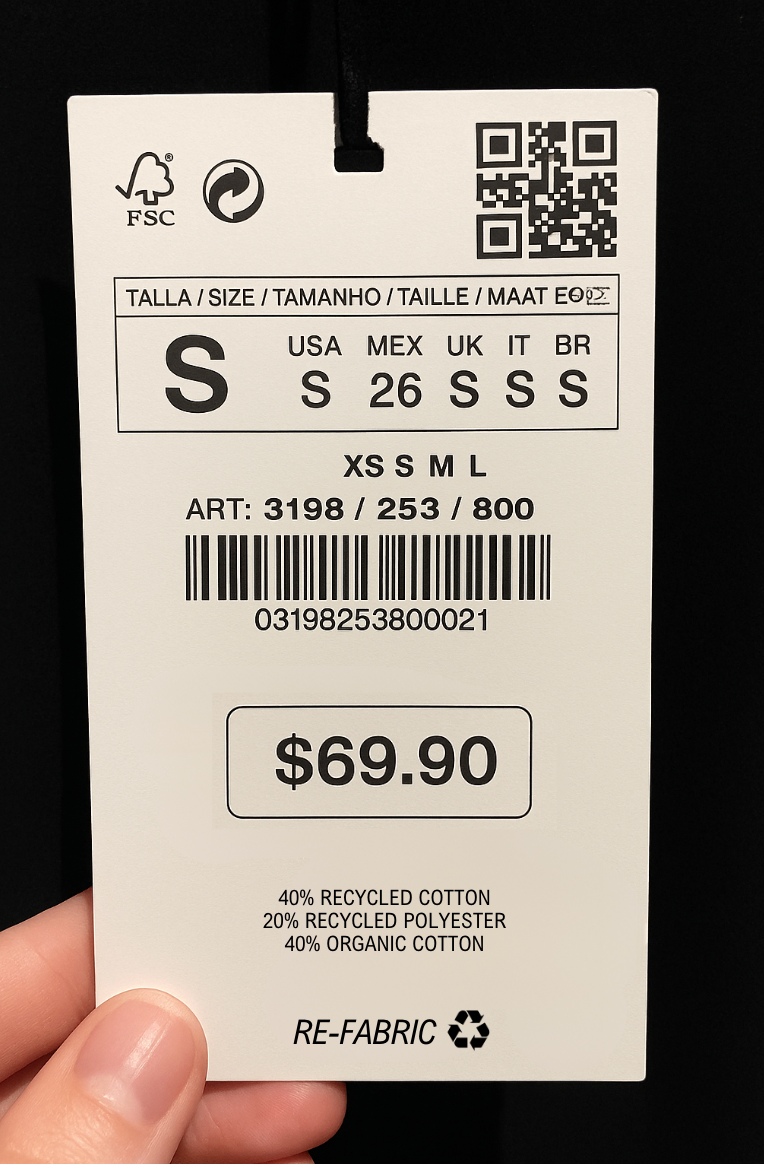 FSC
TALLA / SIZE / TAMANHO / TAILLE / MAAT
S
USA MEX UK IT BR
S 26 S S S
XS S M L
ART: 3198 / 253 / 800
03198253800021
$69.90
40% RECYCLED COTTON
20% RECYCLED POLYESTER
40% ORGANIC COTTON
RE-FABRIC